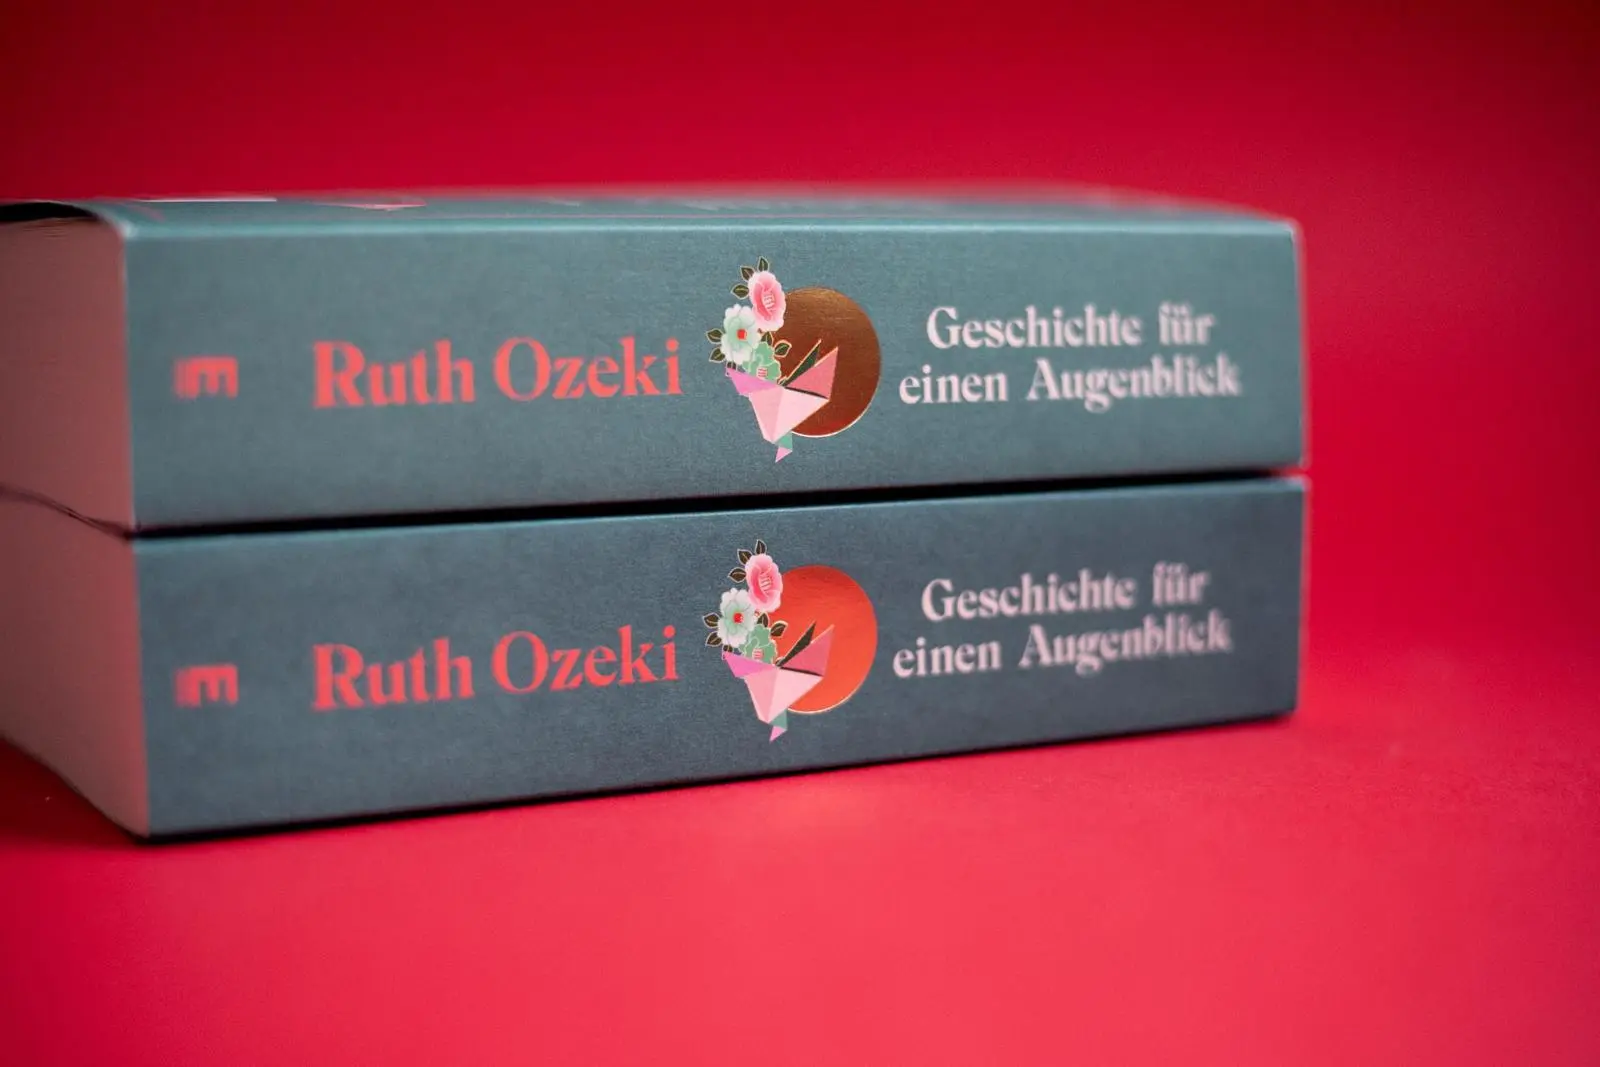 Ruth Ozeki
Geschichte für
einen Augenblick
Ruth Ozeki
Geschichte für
einen Augenblick